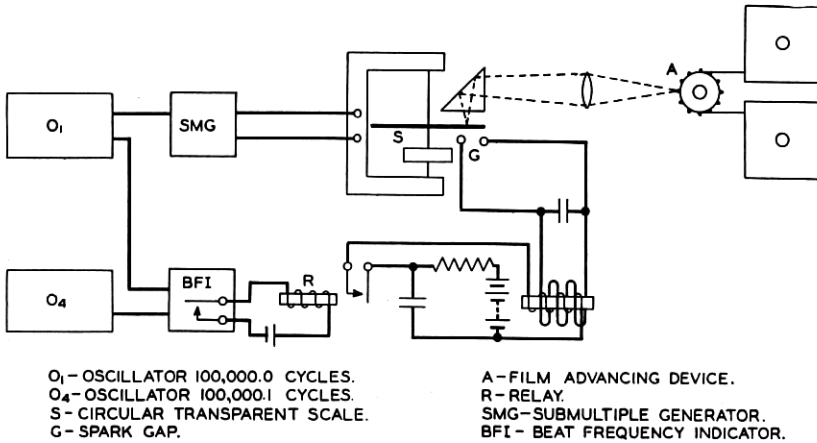 A
O₁
SMG
S
G
BFI
R
O₄
O₁-OSCILLATOR 100,000.0 CYCLES.
O₄-OSCILLATOR 100,000.1 CYCLES.
S-CIRCULAR TRANSPARENT SCALE.
G-SPARK GAP.
A-FILM ADVANCING DEVICE.
R-RELAY.
SMG-SUBMULTIPLE GENERATOR.
BFI-BEAT FREQUENCY INDICATOR.